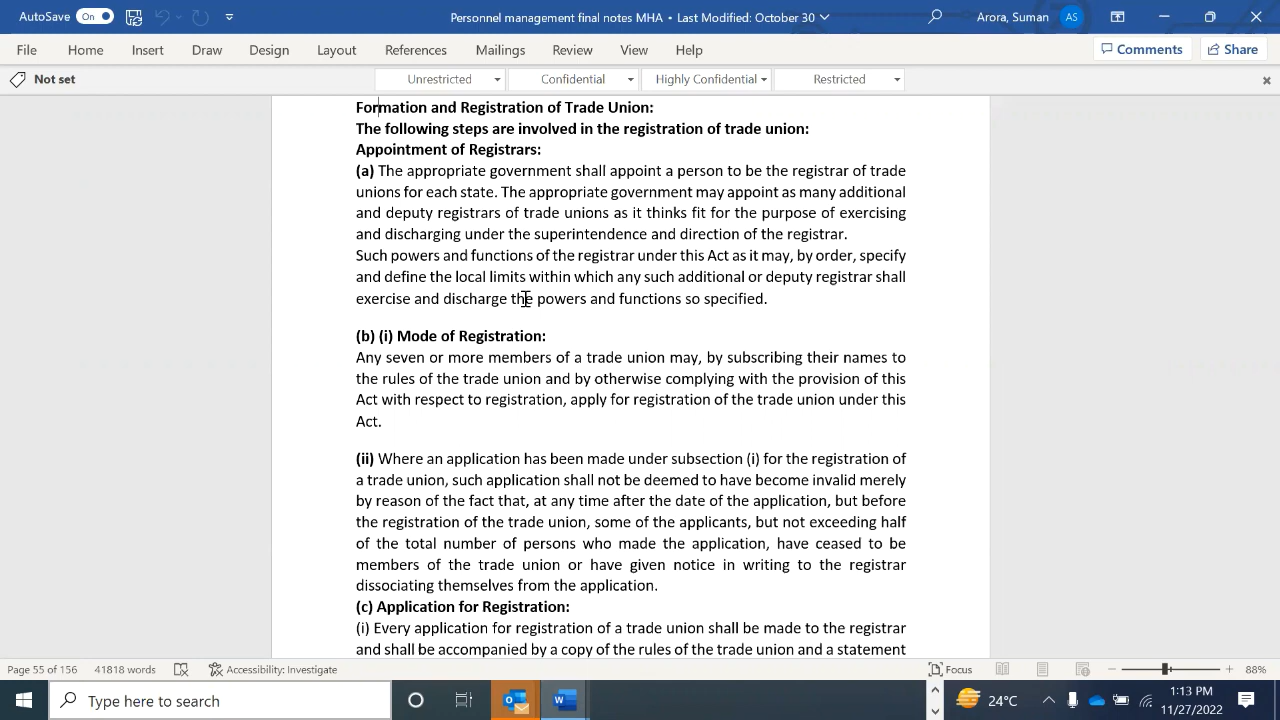 AutoSave On Personnel management final notes MHA • Last Modified: October 30 Arora, Suman AS
File Home Insert Draw Design Layout References Mailings Review View Help Comments Share
Not set Unrestricted Confidential Highly Confidential Restricted
Formation and Registration of Trade Union:
The following steps are involved in the registration of trade union:
Appointment of Registrars:
(a) The appropriate government shall appoint a person to be the registrar of trade
unions for each state. The appropriate government may appoint as many additional
and deputy registrars of trade unions as it thinks fit for the purpose of exercising
and discharging under the superintendence and direction of the registrar.
Such powers and functions of the registrar under this Act as it may, by order, specify
and define the local limits within which any such additional or deputy registrar shall
exercise and discharge the powers and functions so specified.
(b) (i) Mode of Registration:
Any seven or more members of a trade union may, by subscribing their names to
the rules of the trade union and by otherwise complying with the provision of this
Act with respect to registration, apply for registration of the trade union under this
Act.
(ii) Where an application has been made under subsection (i) for the registration of
a trade union, such application shall not be deemed to have become invalid merely
by reason of the fact that, at any time after the date of the application, but before
the registration of the trade union, some of the applicants, but not exceeding half
of the total number of persons who made the application, have ceased to be
members of the trade union or have given notice in writing to the registrar
dissociating themselves from the application.
(c) Application for Registration:
(i) Every application for registration of a trade union shall be made to the registrar
and shall be accompanied by a copy of the rules of the trade union and a statement
Page 55 of 156 41818 words Accessibility: Investigate Focus 88%
Type here to search 24°C 1:13 PM
11/27/2022